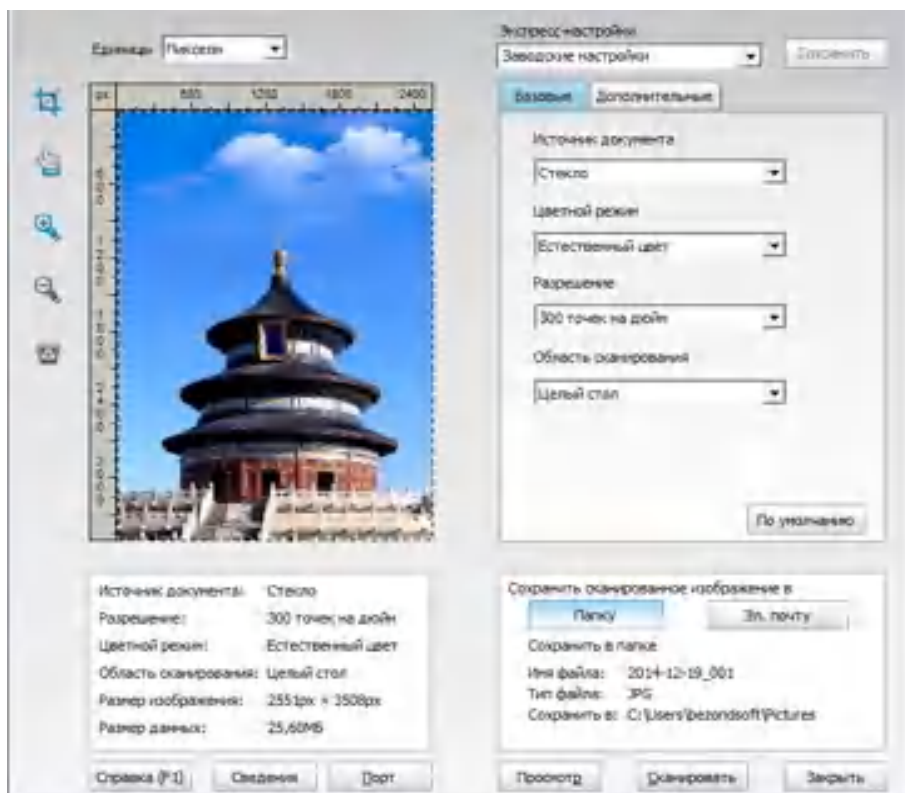 Единицы Пиксели
px 600 1200 1800 2400
Экспресс-настройки
Заводские настройки
Сохранить
Базовые Дополнительные
Источник документа
Стекло
Цветной режим
Естественный цвет
Разрешение
300 точек на дюйм
Область сканирования
Целый стол
По умолчанию
Источник документа: Стекло
Разрешение: 300 точек на дюйм
Цветной режим: Естественный цвет
Область сканирования: Целый стол
Размер изображения: 2551px × 3508px
Размер данных: 25,60МБ
Сохранить сканированное изображение в
Папку Эл. почту
Сохранить в папке
Имя файла: 2014-12-19_001
Тип файла: JPG
Сохранить в: C:\Users\bezondsoft\Pictures
Справка (F1) Сведения Порт
Просмотр Сканировать Закрыть